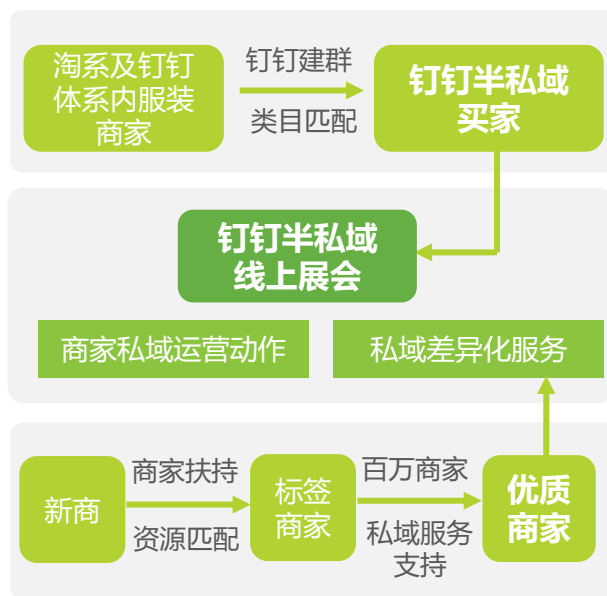 淘系及钉钉
体系内服装
商家
钉钉建群
类目匹配
钉钉半私域
买家
钉钉半私域
线上展会
商家私域运营动作
私域差异化服务
新商
商家扶持
资源匹配
标签
商家
百万商家
私域服务
支持
优质
商家